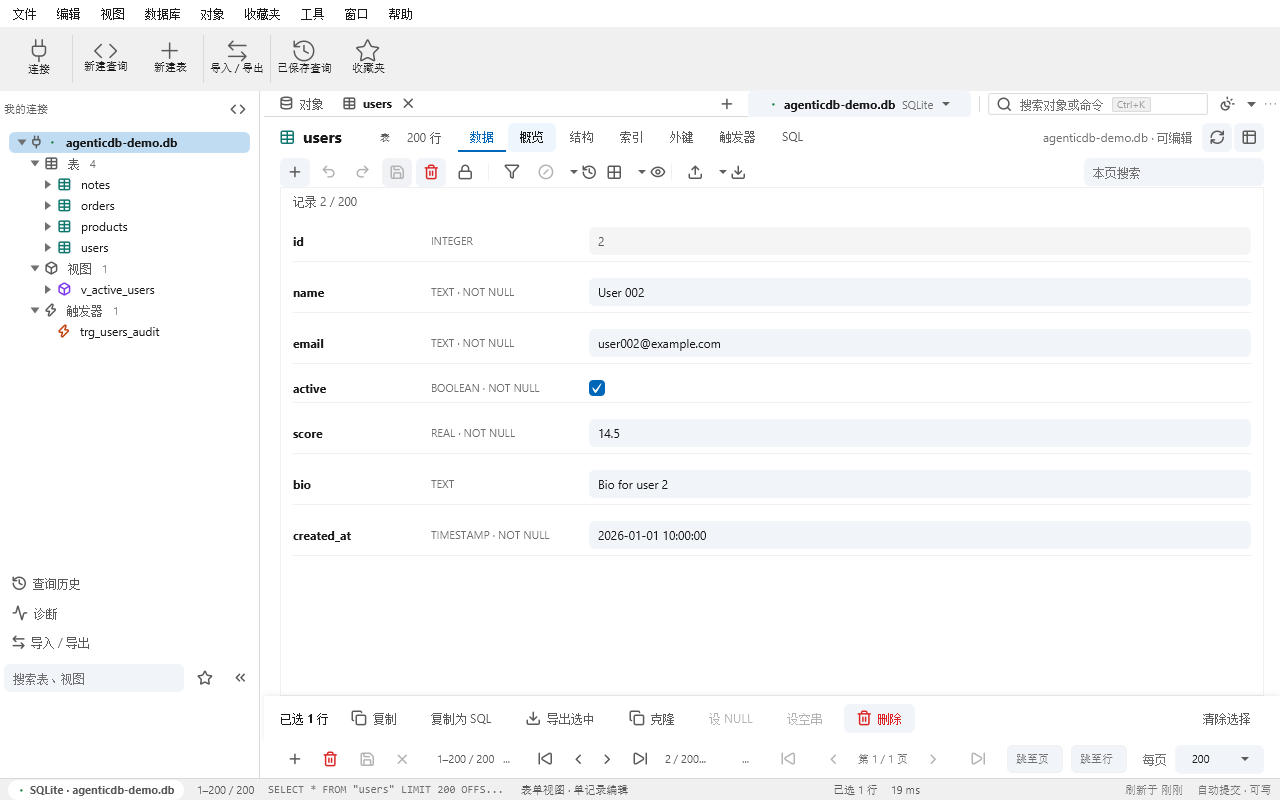 文件 编辑 视图 数据库 对象 收藏夹 工具 窗口 帮助
连接 新建查询 新建表 导入 / 导出 已保存查询 收藏夹
我的连接
agenticdb-demo.db
表 4
notes
orders
products
users
视图 1
v_active_users
触发器 1
trg_users_audit
查询历史
诊断
导入 / 导出
搜索表、视图
对象 users agenticdb-demo.db SQLite 搜索对象或命令 Ctrl+K
users 表 200 行 数据 概览 结构 索引 外键 触发器 SQL agenticdb-demo.db · 可编辑
本页搜索
记录 2 / 200
id INTEGER 2
name TEXT · NOT NULL User 002
email TEXT · NOT NULL user002@example.com
active BOOLEAN · NOT NULL
score REAL · NOT NULL 14.5
bio TEXT Bio for user 2
created_at TIMESTAMP · NOT NULL 2026-01-01 10:00:00
已选 1 行 复制 复制为 SQL 导出选中 克隆 设 NULL 设空串 删除 清除选择
1–200 / 200 ... 2 / 200... ... 第 1 / 1 页 跳至页 跳至行 每页 200
SQLite · agenticdb-demo.db 1–200 / 200 SELECT * FROM "users" LIMIT 200 OFFS... 表单视图 · 单记录编辑 已选 1 行 19 ms 刷新于 刚刚 自动提交 · 可写